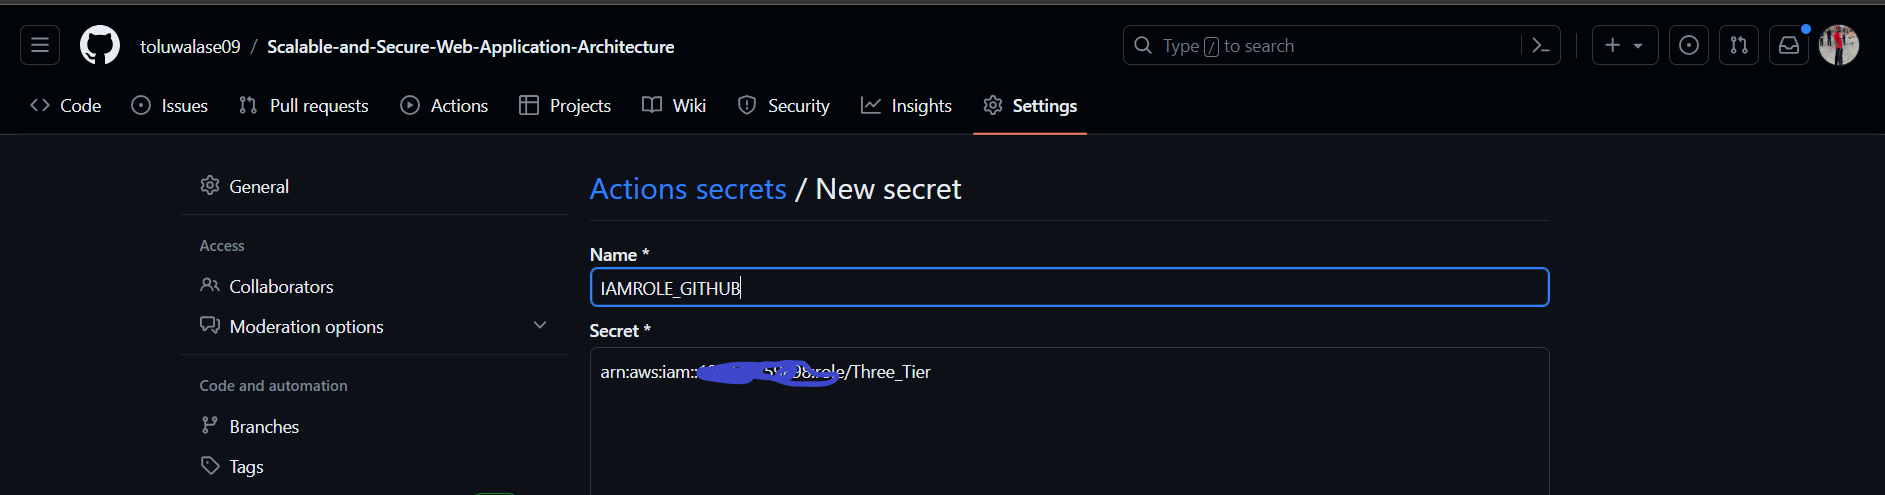 toluwalase09 / Scalable-and-Secure-Web-Application-Architecture
Type / to search
Code
Issues
Pull requests
Actions
Projects
Wiki
Security
Insights
Settings
General
Access
Collaborators
Moderation options
Code and automation
Branches
Tags
Actions secrets / New secret
Name *
IAMROLE_GITHUB
Secret *
arn:aws:iam:: role/Three_Tier